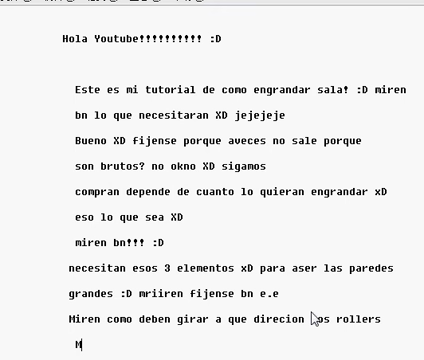 Hola Youtube!!!!!!!!!! :D
Este es mi tutorial de como engrandar sala! :D miren
bn lo que necesitaran XD jejejeje
Bueno XD fijense porque aveces no sale porque
son brutos? no okno XD sigamos
compran depende de cuanto lo quieran engrandar xD
eso lo que sea XD
miren bn!!! :D
necesitan esos 3 elementos xD para aser las paredes
grandes :D mriiren fijense bn e.e
Miren como deben girar a que direcion los rollers
M